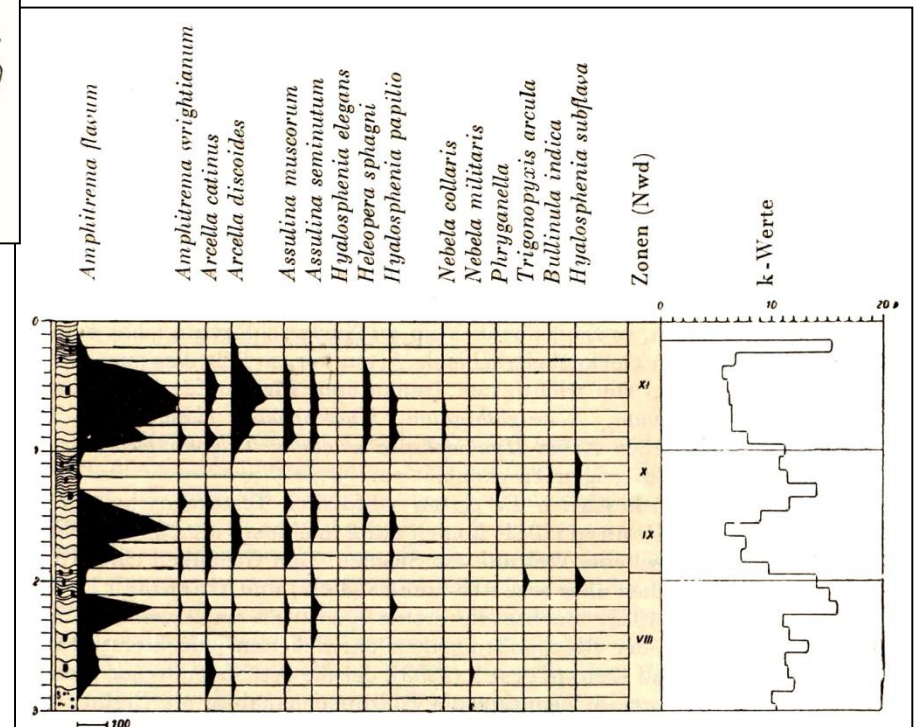 Amphitrema flavum
Amphitrema wrightianum
Arcella catinus
Arcella discoides
Assulina muscorum
Assulina seminutum
Hyalosphenia elegans
Heleopera sphagni
Hyalosphenia papilio
Nebela collaris
Nebela militaris
Phryganella
Trigonopyxis arcula
Bullinula indica
Hyalosphenia subflava
Zonen (Nwd)
k-Werte
0 10 20
0
XI
1
X
IX
2
VIII
3
100